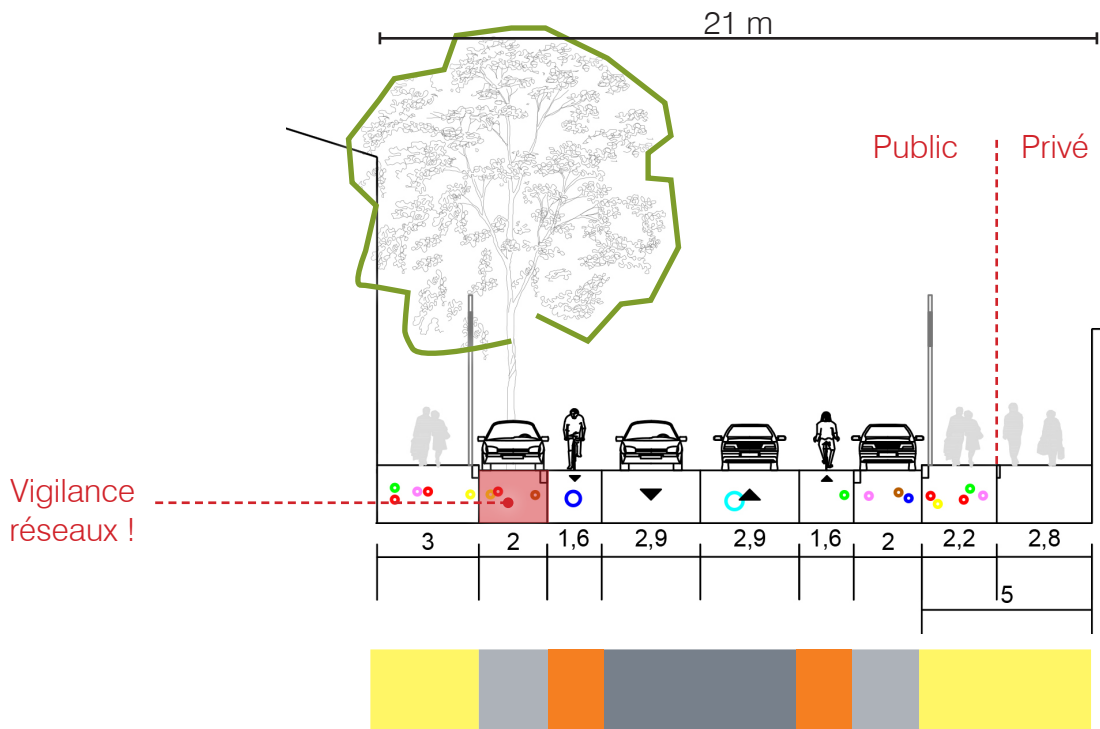 21 m
Public Privé
Vigilance
réseaux !
3 2 1,6 2,9 2,9 1,6 2 2,2 2,8
5